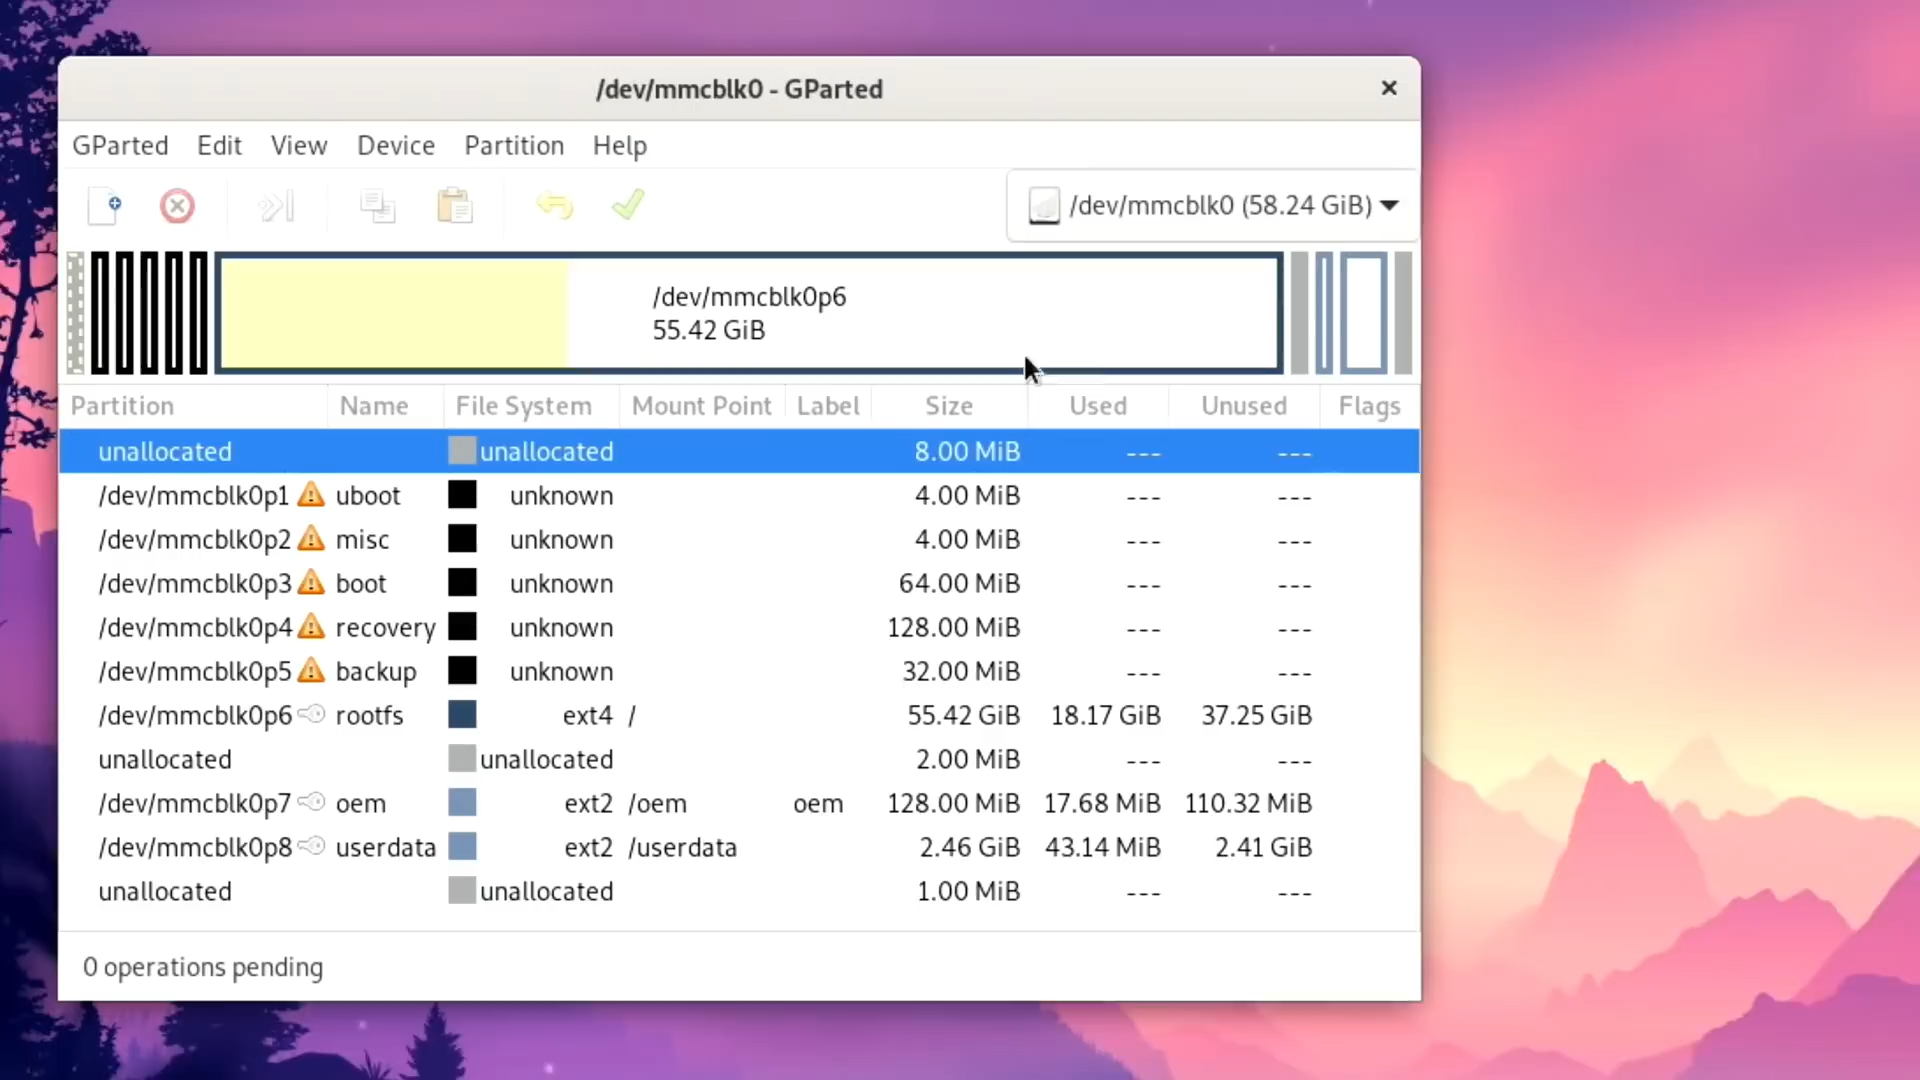 /dev/mmcblk0 - GParted
GParted Edit View Device Partition Help
/dev/mmcblk0 (58.24 GiB)
/dev/mmcblk0p6
55.42 GiB
Partition Name File System Mount Point Label Size Used Unused Flags
unallocated unallocated 8.00 MiB --- ---
/dev/mmcblk0p1 uboot unknown 4.00 MiB --- ---
/dev/mmcblk0p2 misc unknown 4.00 MiB --- ---
/dev/mmcblk0p3 boot unknown 64.00 MiB --- ---
/dev/mmcblk0p4 recovery unknown 128.00 MiB --- ---
/dev/mmcblk0p5 backup unknown 32.00 MiB --- ---
/dev/mmcblk0p6 rootfs ext4 / 55.42 GiB 18.17 GiB 37.25 GiB
unallocated unallocated 2.00 MiB --- ---
/dev/mmcblk0p7 oem ext2 /oem oem 128.00 MiB 17.68 MiB 110.32 MiB
/dev/mmcblk0p8 userdata ext2 /userdata 2.46 GiB 43.14 MiB 2.41 GiB
unallocated unallocated 1.00 MiB --- ---
0 operations pending